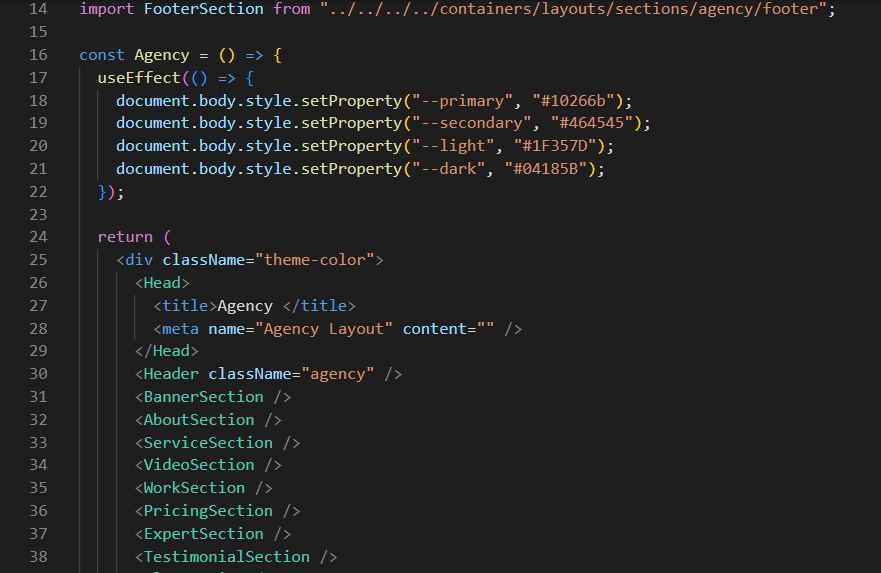 14 import FooterSection from "../../../../containers/layouts/sections/agency/footer";
15
16 const Agency = () => {
17 useEffect(() => {
18 document.body.style.setProperty("--primary", "#10266b");
19 document.body.style.setProperty("--secondary", "#464545");
20 document.body.style.setProperty("--light", "#1F357D");
21 document.body.style.setProperty("--dark", "#04185B");
22 });
23
24 return (
25 <div className="theme-color">
26 <Head>
27 <title>Agency </title>
28 <meta name="Agency Layout" content="" />
29 </Head>
30 <Header className="agency" />
31 <BannerSection />
32 <AboutSection />
33 <ServiceSection />
34 <VideoSection />
35 <WorkSection />
36 <PricingSection />
37 <ExpertSection />
38 <TestimonialSection />